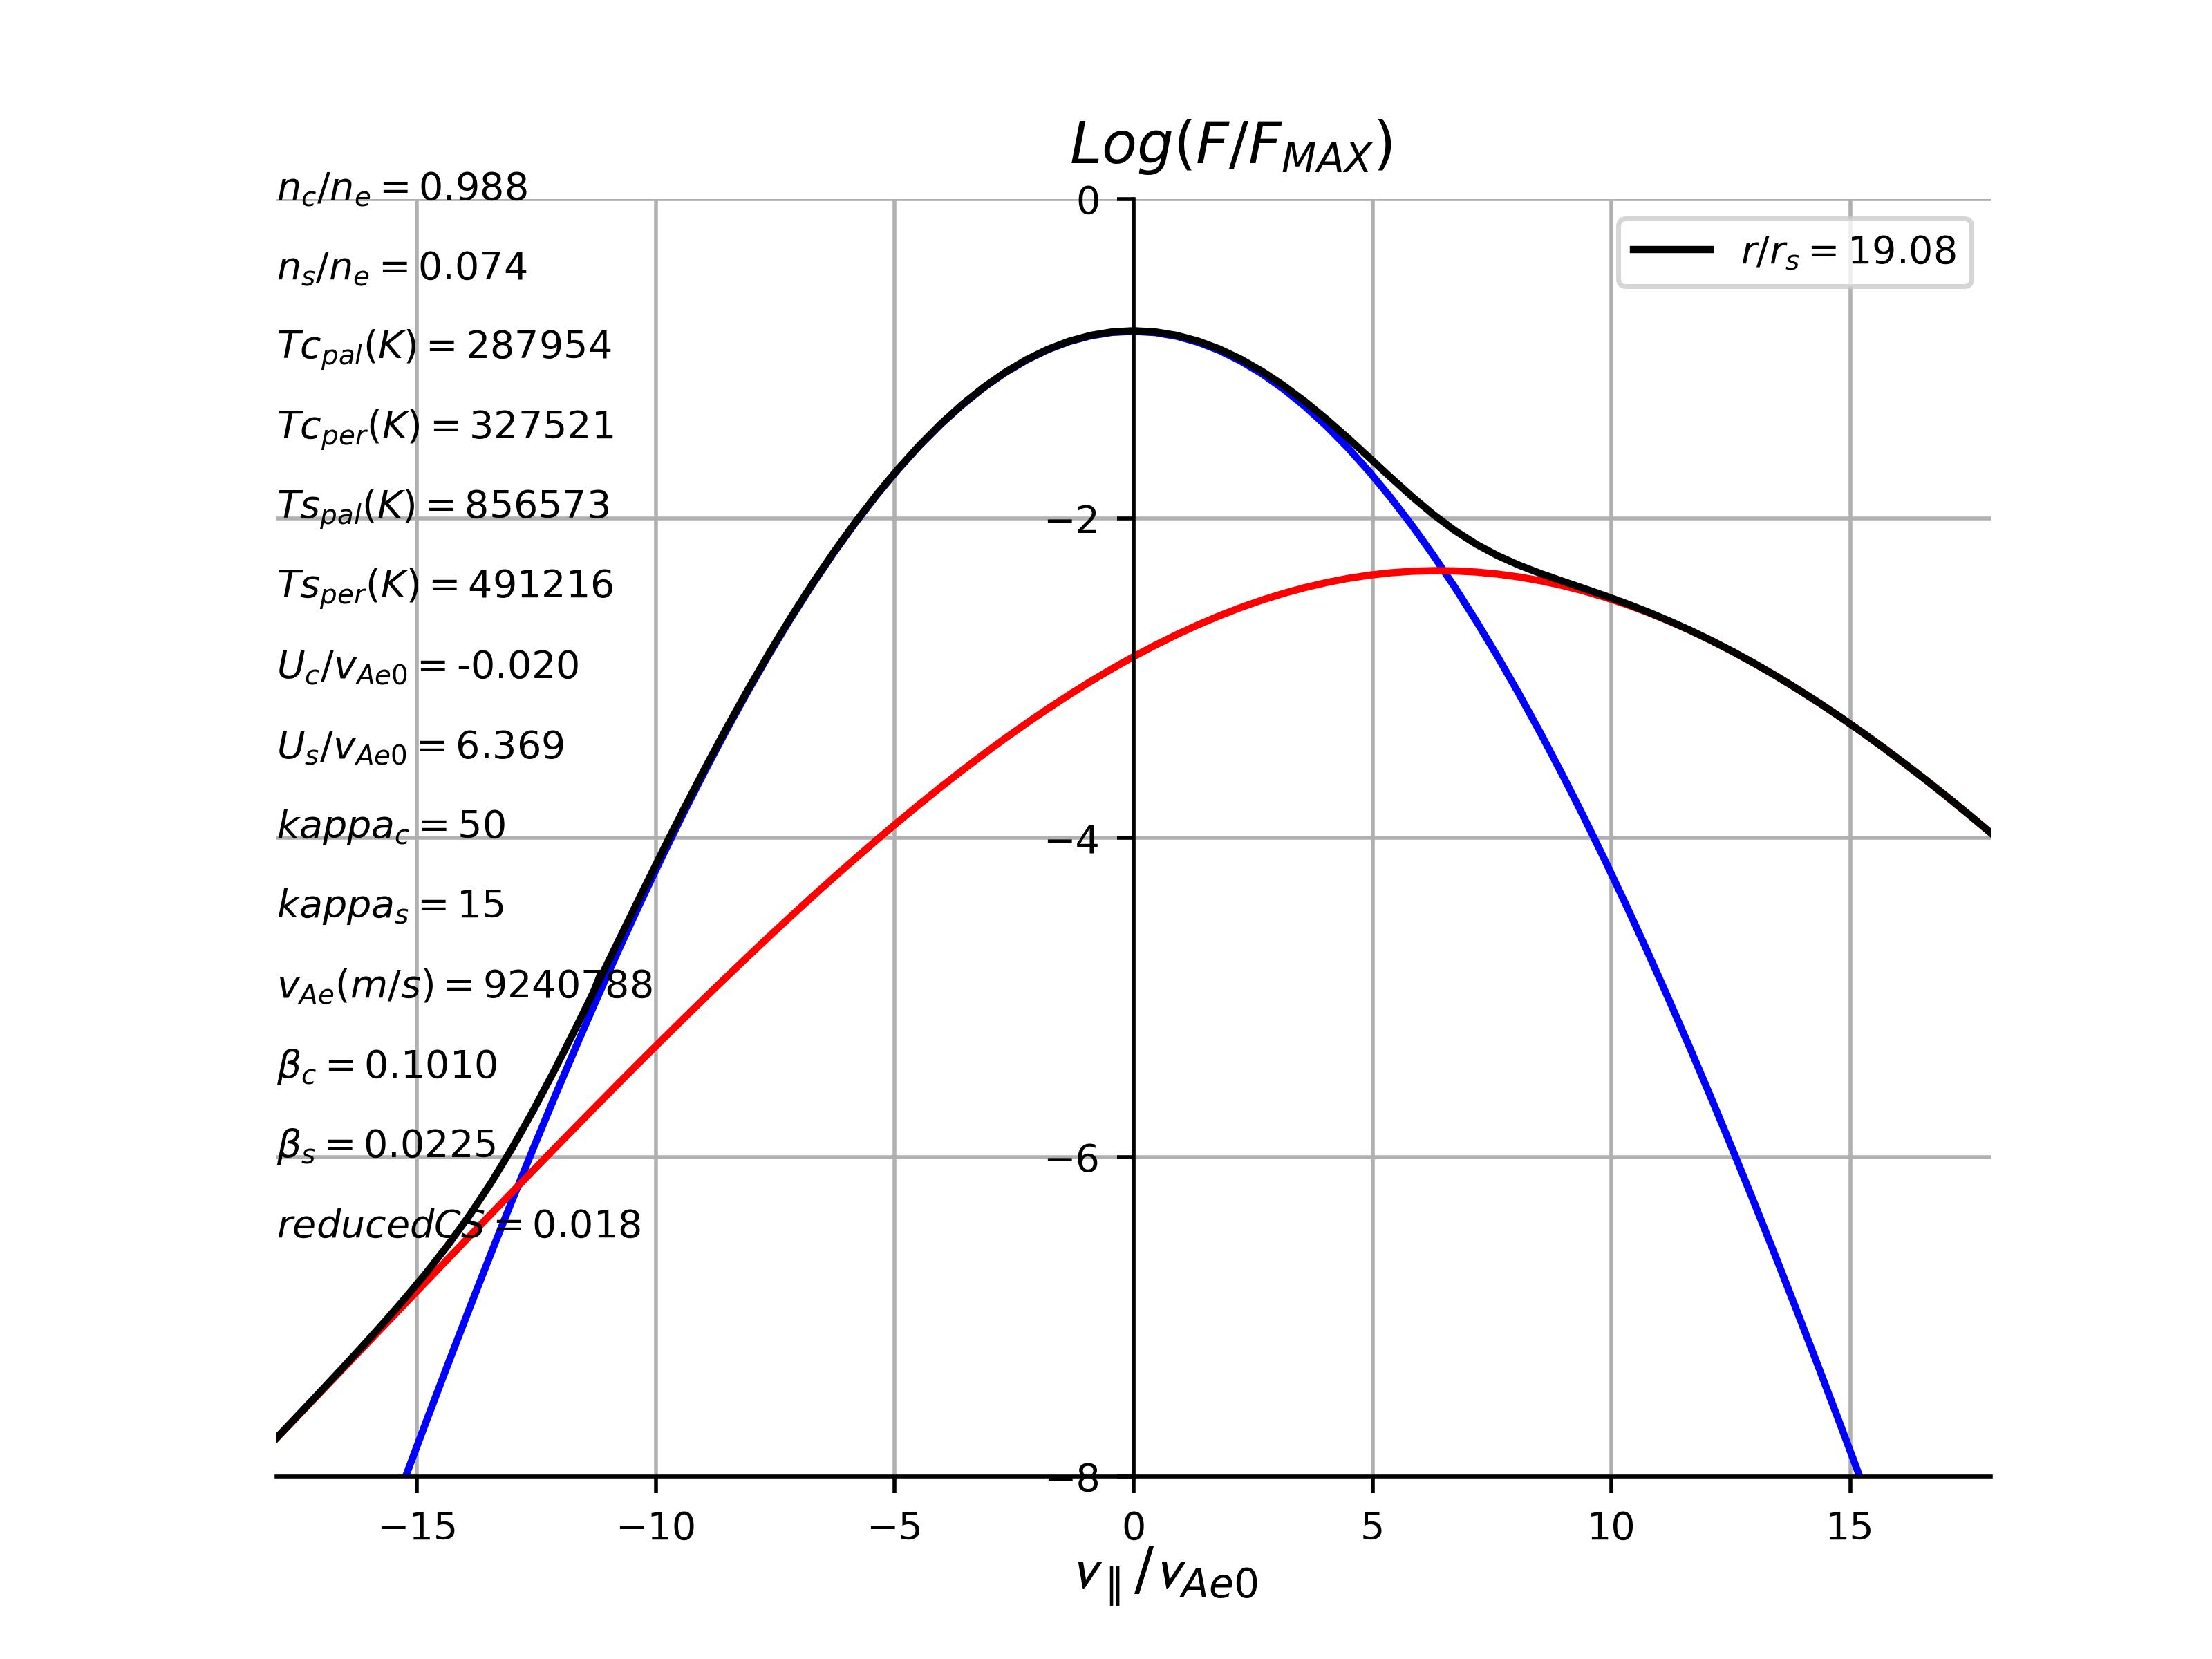 Log(F/F_MAX)
n_c/n_e = 0.988
n_s/n_e = 0.074
Tc_pal(K) = 287954
Tc_per(K) = 327521
Ts_pal(K) = 856573
Ts_per(K) = 491216
U_c/v_Ae0 = -0.020
U_s/v_Ae0 = 6.369
kappa_c = 50
kappa_s = 15
v_Ae(m/s) = 9240788
β_c = 0.1010
β_s = 0.0225
reducedCS = 0.018
r/r_s = 19.08
0
−2
−4
−6
−8
−15 −10 −5 0 5 10 15
v_∥/v_Ae0